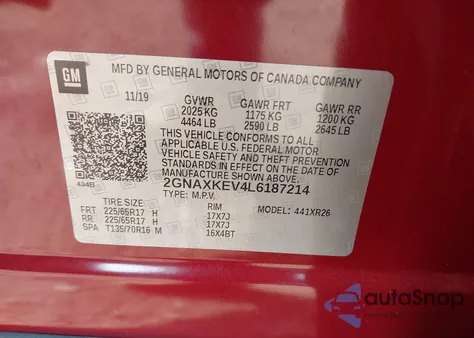 GM
MFD BY GENERAL MOTORS OF CANADA COMPANY
11/19 GVWR GAWR FRT GAWR RR
2025 KG 1175 KG 1200 KG
4464 LB 2590 LB 2645 LB
THIS VEHICLE CONFORMS TO ALL
APPLICABLE U.S. FEDERAL MOTOR
VEHICLE SAFETY AND THEFT PREVENTION
STANDARDS IN EFFECT ON THE DATE OF
MANUFACTURE SHOWN ABOVE.
434B 2GNAXKEV4L6187214
TYPE: M.P.V. MODEL: 441XR26
TIRE SIZE RIM
FRT 225/65R17 H 17X7J
RR 225/65R17 H 17X7J
SPA T135/70R16 M 16X4BT
autoSnap